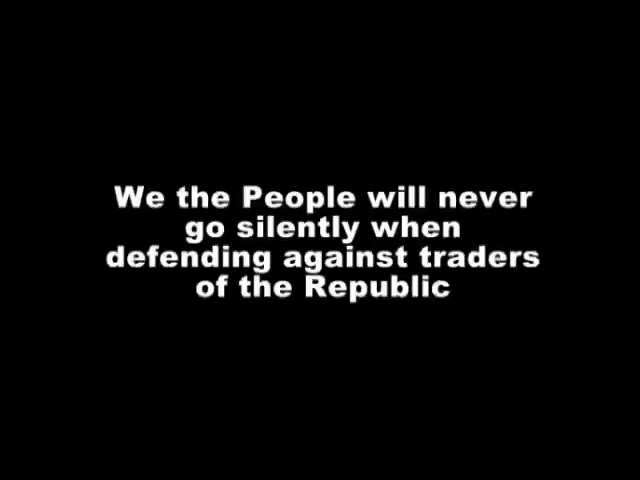 We the People will never
go silently when
defending against traders
of the Republic